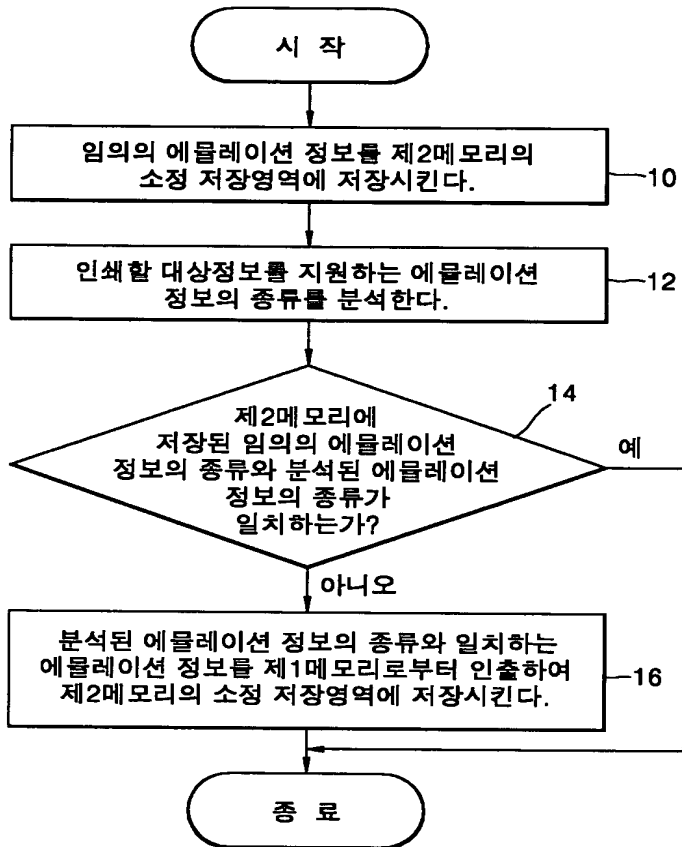 시 작
임의의 에뮬레이션 정보를 제2메모리의
소정 저장영역에 저장시킨다.
10
인쇄할 대상정보를 지원하는 에뮬레이션
정보의 종류를 분석한다.
12
14
제2메모리에
저장된 임의의 에뮬레이션
정보의 종류와 분석된 에뮬레이션
정보의 종류가
일치하는가?
예
아니오
분석된 에뮬레이션 정보의 종류와 일치하는
에뮬레이션 정보를 제1메모리로부터 인출하여
제2메모리의 소정 저장영역에 저장시킨다.
16
종 료